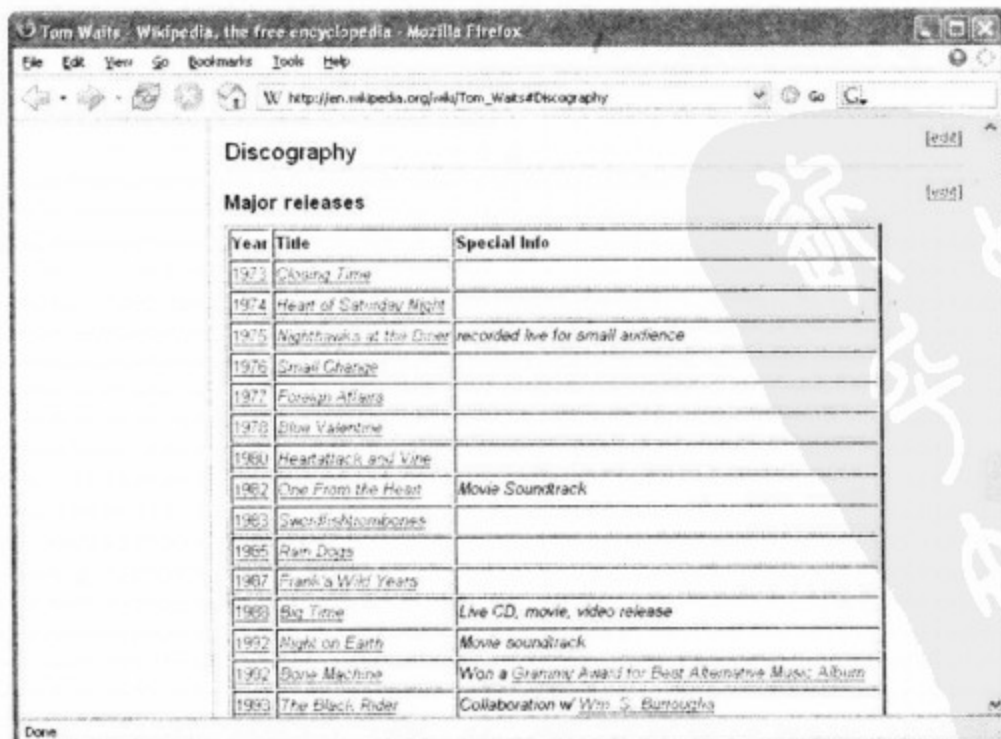 Tom Waits - Wikipedia, the free encyclopedia - Mozilla Firefox
File Edit View Go Bookmarks Tools Help
W http://en.wikipedia.org/wiki/Tom_Waits#Discography Go G
Discography [edit]
Major releases [edit]
Year Title Special Info
1973 Closing Time
1974 Heart of Saturday Night
1975 Nighthawks at the Diner recorded live for small audience
1976 Small Change
1977 Foreign Affairs
1978 Blue Valentine
1980 Heartattack and Vine
1982 One From the Heart Movie Soundtrack
1983 Swordfishtrombones
1985 Rain Dogs
1987 Frank's Wild Years
1988 Big Time Live CD, movie, video release
1992 Night on Earth Movie soundtrack
1992 Bone Machine Won a Grammy Award for Best Alternative Music Album
1993 The Black Rider Collaboration w/ Wm. S. Burroughs
Done